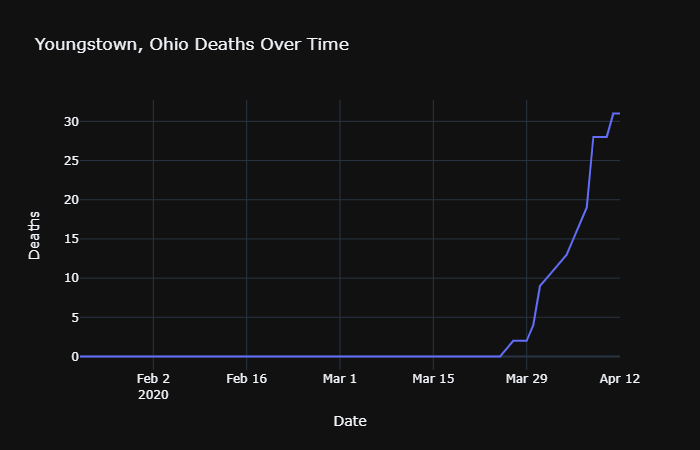 Youngstown, Ohio Deaths Over Time
Deaths
30
25
20
15
10
5
0
Feb 2
2020
Feb 16
Mar 1
Mar 15
Mar 29
Apr 12
Date